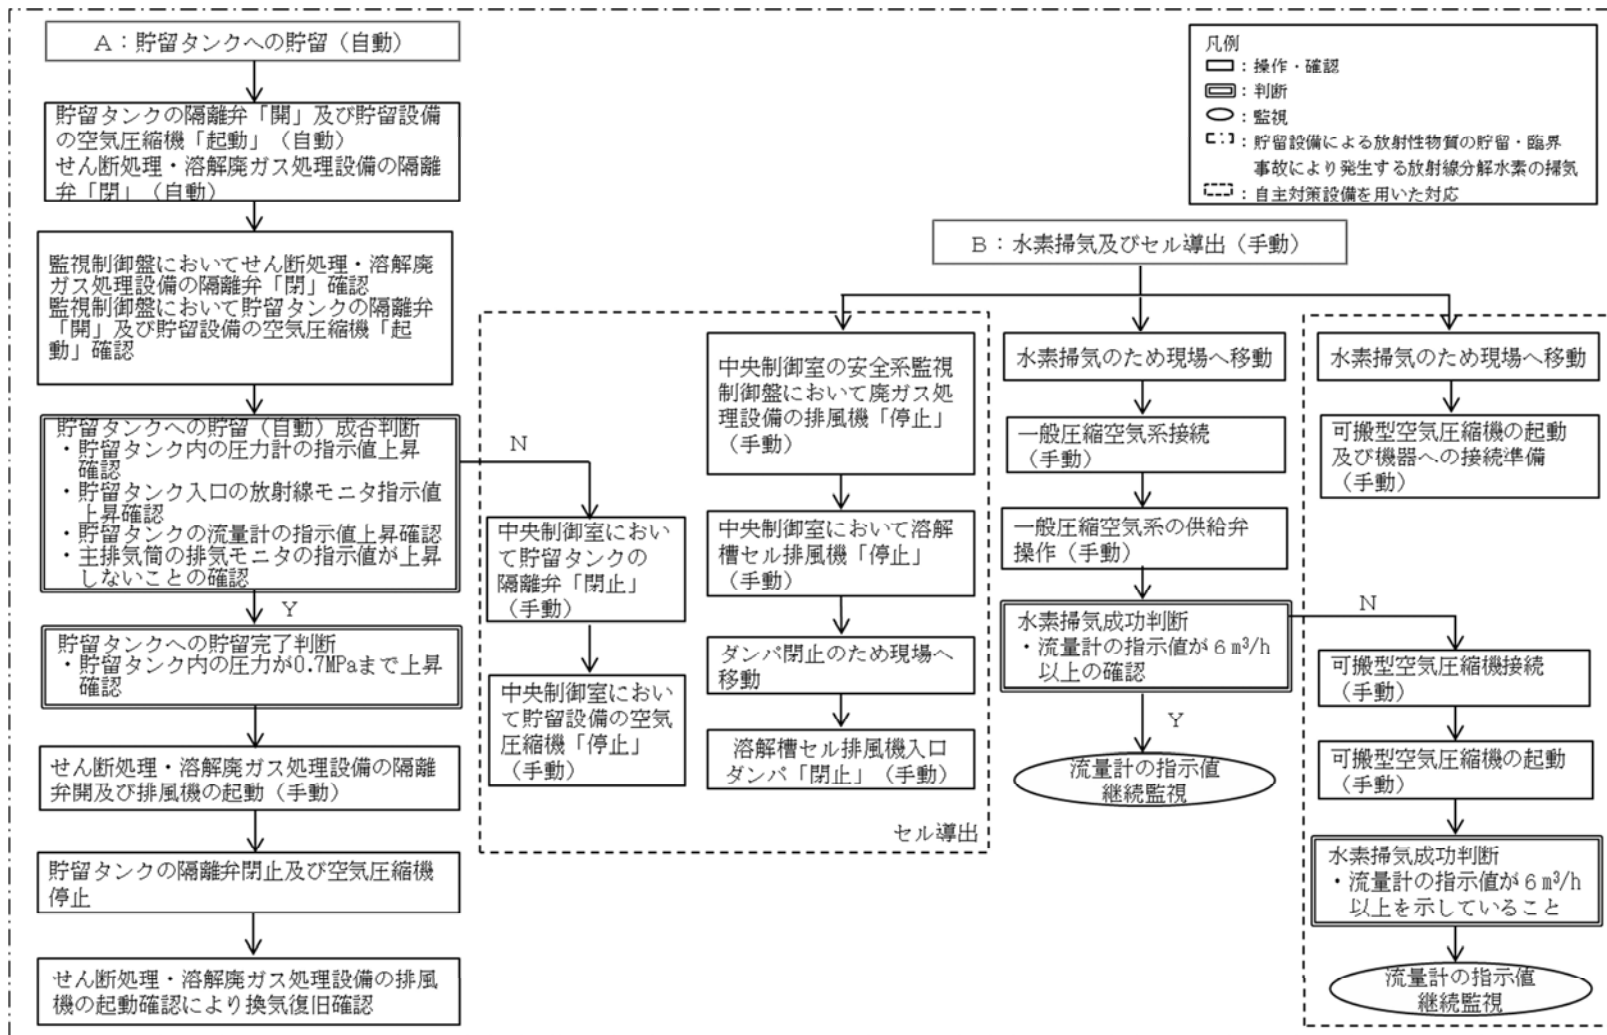 A：貯留タンクへの貯留（自動）
貯留タンクの隔離弁「開」及び貯留設備
の空気圧縮機「起動」（自動）
せん断処理・溶解廃ガス処理設備の隔離
弁「閉」（自動）
監視制御盤においてせん断処理・溶解廃
ガス処理設備の隔離弁「閉」確認
監視制御盤において貯留タンクの隔離弁
「開」及び貯留設備の空気圧縮機「起
動」確認
貯留タンクへの貯留（自動）成否判断
・貯留タンク内の圧力計の指示値上昇
確認
・貯留タンク入口の放射線モニタ指示値
上昇確認
・貯留タンクの流量計の指示値上昇確認
・主排気筒の排気モニタの指示値が上昇
しないことの確認
N
Y
貯留タンクへの貯留完了判断
・貯留タンク内の圧力が0.7MPaまで上昇
確認
せん断処理・溶解廃ガス処理設備の隔離
弁開及び排風機の起動（手動）
貯留タンクの隔離弁閉止及び空気圧縮機
停止
せん断処理・溶解廃ガス処理設備の排風
機の起動確認により換気復旧確認
中央制御室におい
て貯留タンクの
隔離弁「閉止」
（手動）
中央制御室におい
て貯留設備の空気
圧縮機「停止」
（手動）
B：水素掃気及びセル導出（手動）
中央制御室の安全系監視
制御盤において廃ガス処
理設備の排風機「停止」
（手動）
中央制御室において溶解
槽セル排風機「停止」
（手動）
ダンパ閉止のため現場へ
移動
溶解槽セル排風機入口
ダンパ「閉止」（手動）
セル導出
水素掃気のため現場へ移動
一般圧縮空気系接続
（手動）
一般圧縮空気系の供給弁
操作（手動）
水素掃気成功判断
・流量計の指示値が6m³/h
以上の確認
N
Y
流量計の指示値
継続監視
水素掃気のため現場へ移動
可搬型空気圧縮機の起動
及び機器への接続準備
（手動）
可搬型空気圧縮機接続
（手動）
可搬型空気圧縮機の起動
（手動）
水素掃気成功判断
・流量計の指示値が6m³/h
以上を示していること
流量計の指示値
継続監視
凡例
：操作・確認
：判断
：監視
：貯留設備による放射性物質の貯留・臨界
事故により発生する放射線分解水素の掃気
：自主対策設備を用いた対応